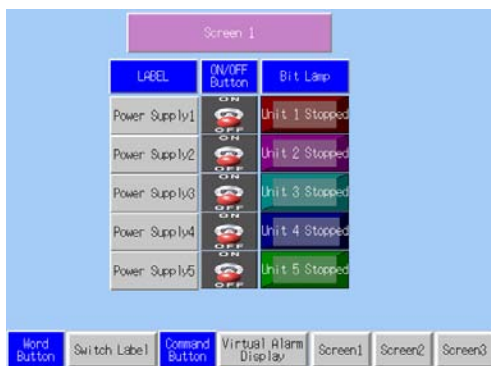 Screen 1
LABEL
ON/OFF
Button
Bit Lamp
Power Supply1
ON
OFF
Unit 1 Stopped
Power Supply2
ON
OFF
Unit 2 Stopped
Power Supply3
ON
OFF
Unit 3 Stopped
Power Supply4
ON
OFF
Unit 4 Stopped
Power Supply5
ON
OFF
Unit 5 Stopped
Word
Button
Switch Label
Command
Button
Virtual Alarm
Display
Screen1
Screen2
Screen3